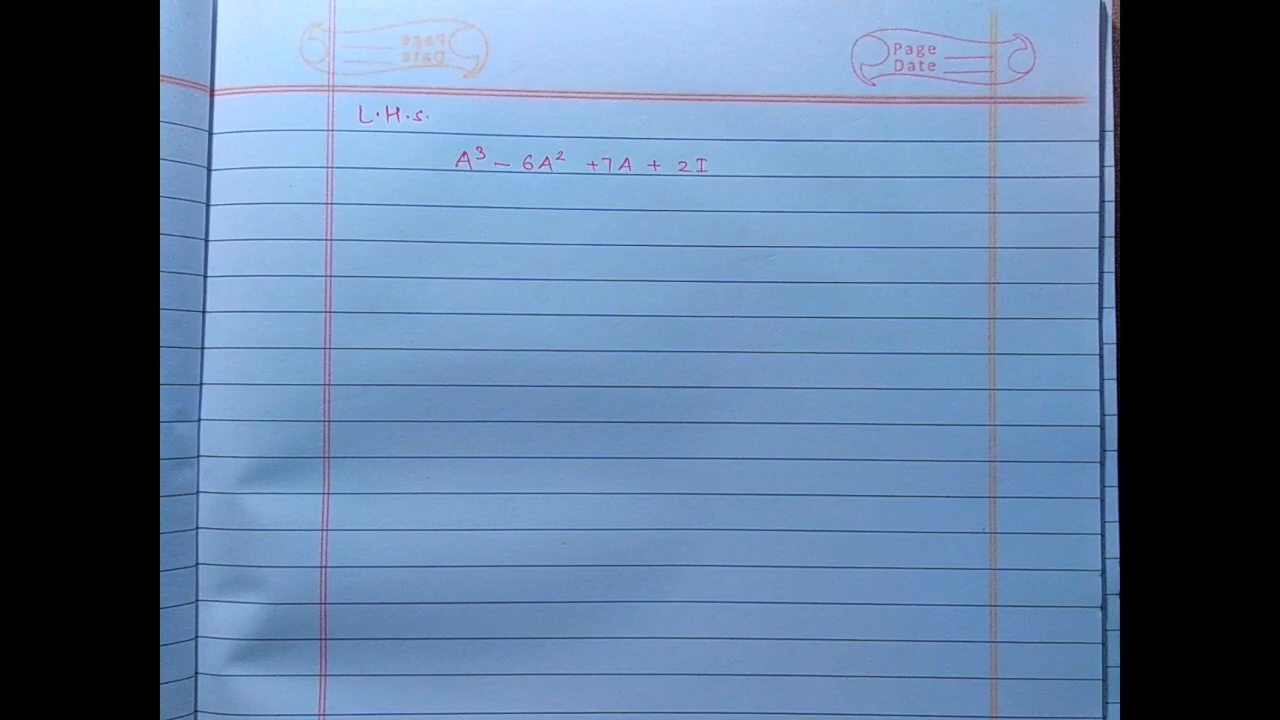 Page
Date
L.H.S.
A³ - 6A² + 7A + 2I